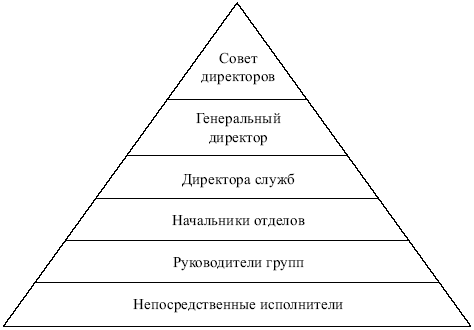 Совет
директоров
Генеральный
директор
Директора служб
Начальники отделов
Руководители групп
Непосредственные исполнители